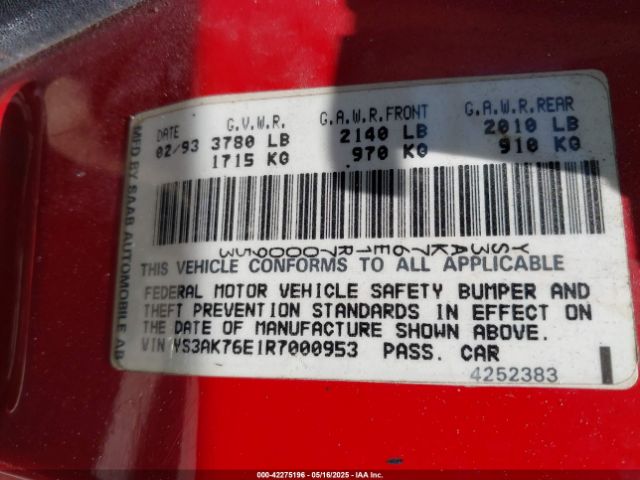 MFD BY SAAB AUTOMOBILE AB
DATE G.V.W.R. G.A.W.R.FRONT G.A.W.R.REAR
02/93 3780 LB 2140 LB 2010 LB
1715 KG 970 KG 910 KG
YS3AK76E1R7000953
THIS VEHICLE CONFORMS TO ALL APPLICABLE
FEDERAL MOTOR VEHICLE SAFETY BUMPER AND
THEFT PREVENTION STANDARDS IN EFFECT ON
THE DATE OF MANUFACTURE SHOWN ABOVE.
VIN YS3AK76E1R7000953 PASS. CAR
4252383
000-42275196 - 05/16/2025 - IAA Inc.